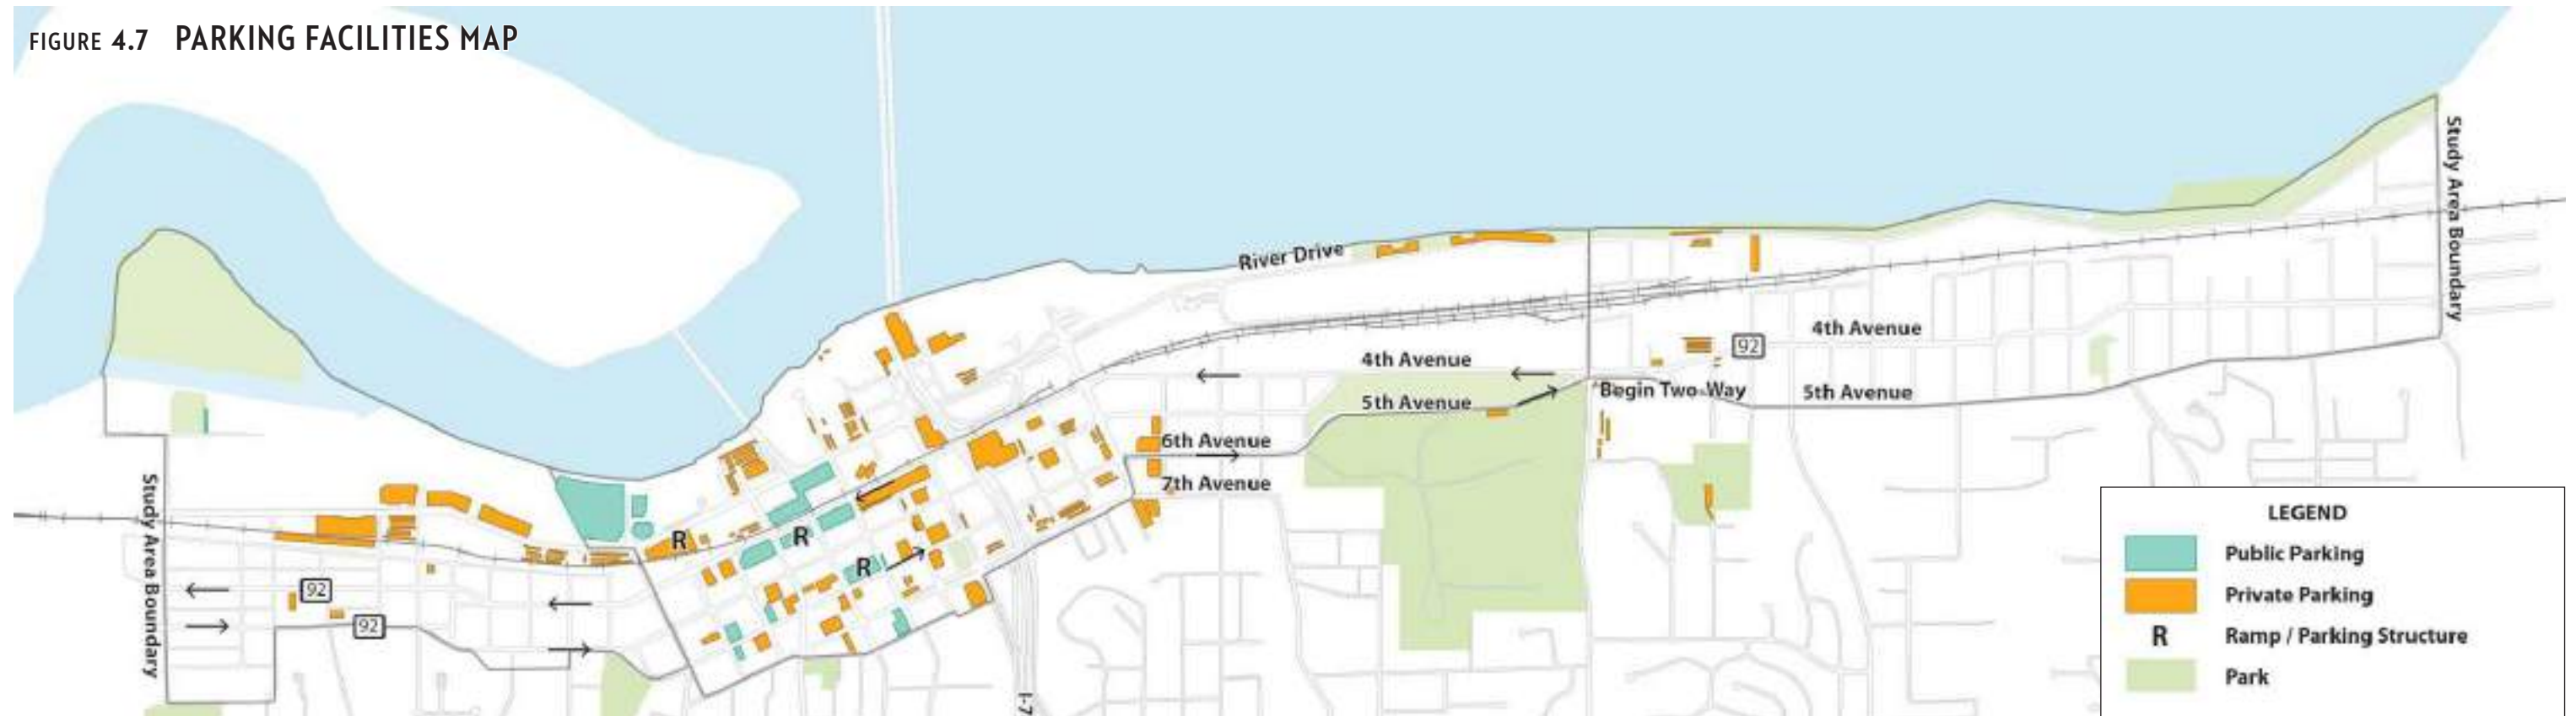 FIGURE 4.7 PARKING FACILITIES MAP
Study Area Boundary
River Drive
4th Avenue
92
4th Avenue
5th Avenue
Begin Two-Way
5th Avenue
6th Avenue
7th Avenue
Study Area Boundary
R
R
R
92
92
I-7
LEGEND
Public Parking
Private Parking
R Ramp / Parking Structure
Park